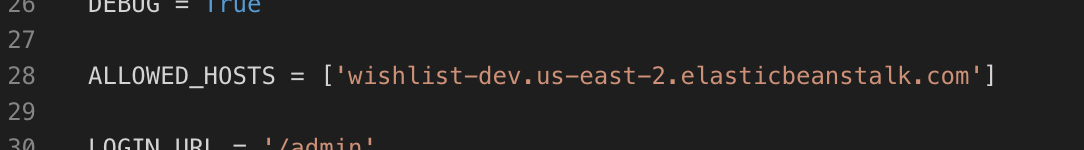 26 DEBUG = True
27
28 ALLOWED_HOSTS = ['wishlist-dev.us-east-2.elasticbeanstalk.com']
29
30 LOGIN_URL = '/admin'